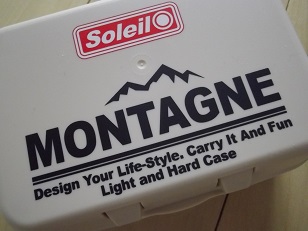 Soleil
MONTAGNE
Design Your Life-Style. Carry It And Fun
Light and Hard Case